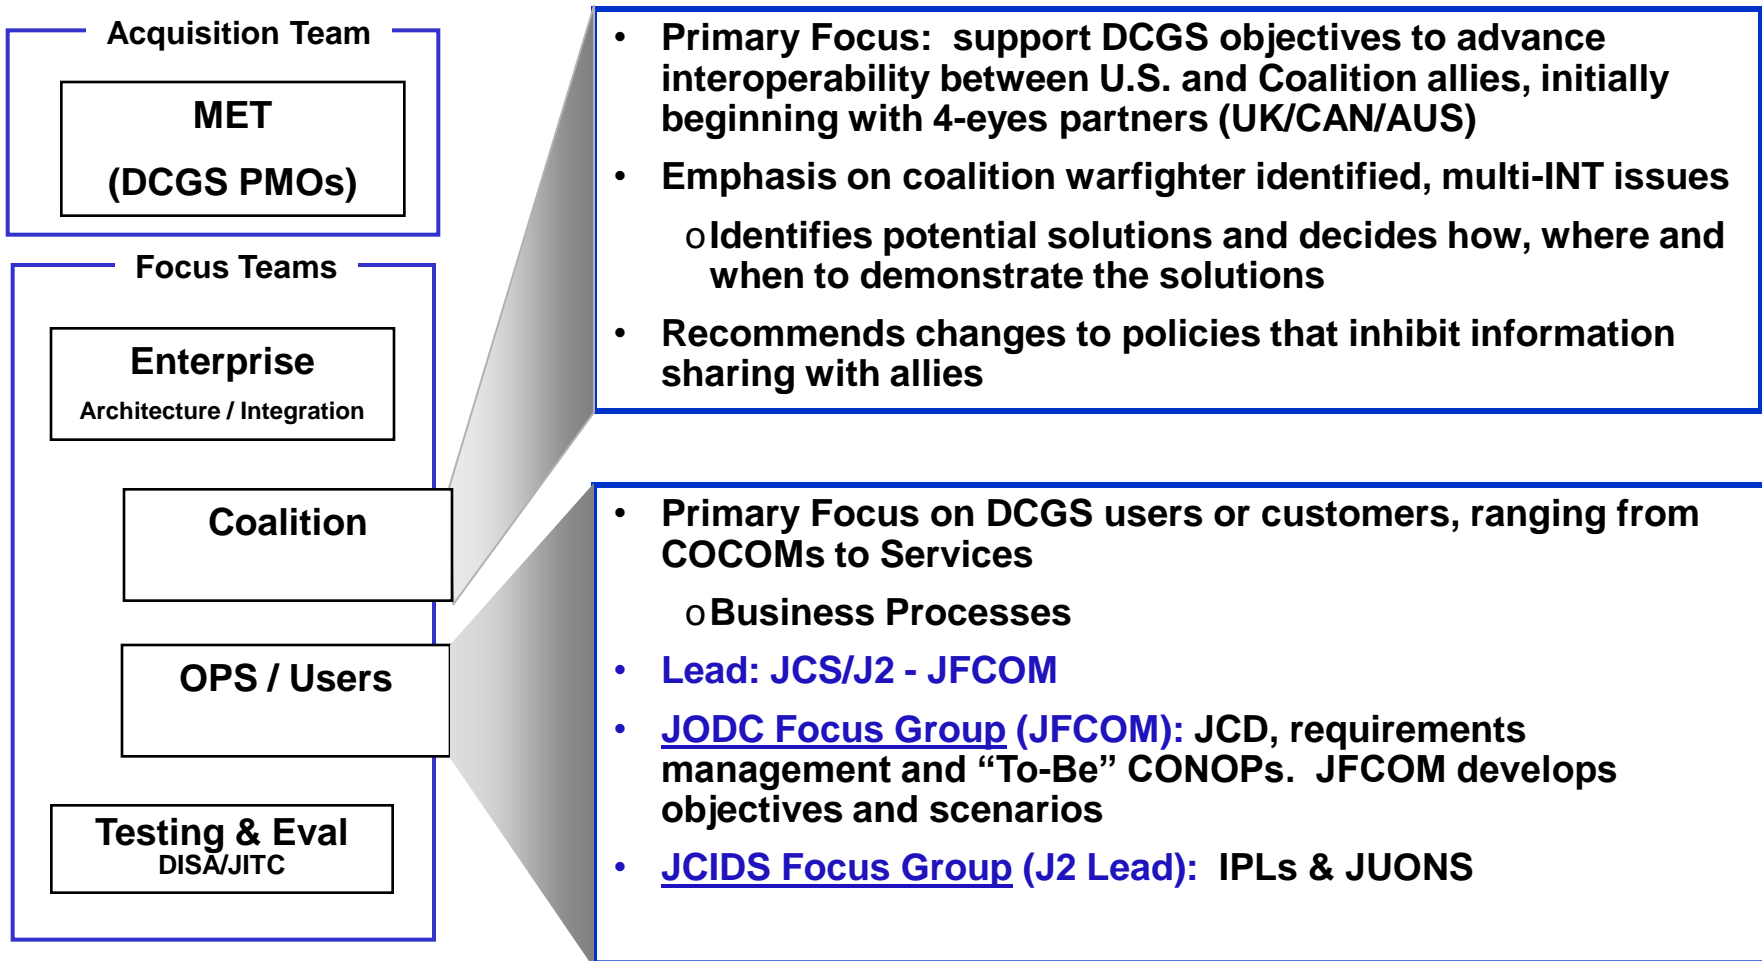 Acquisition Team
MET
(DCGS PMOs)
Focus Teams
Enterprise
Architecture / Integration
Coalition
OPS / Users
Testing & Eval
DISA/JITC
• Primary Focus:  support DCGS objectives to advance
interoperability between U.S. and Coalition allies, initially
beginning with 4-eyes partners (UK/CAN/AUS)
• Emphasis on coalition warfighter identified, multi-INT issues
o Identifies potential solutions and decides how, where and
when to demonstrate the solutions
• Recommends changes to policies that inhibit information
sharing with allies
• Primary Focus on DCGS users or customers, ranging from
COCOMs to Services
o Business Processes
• Lead: JCS/J2 - JFCOM
• JODC Focus Group (JFCOM): JCD, requirements
management and “To-Be” CONOPs.  JFCOM develops
objectives and scenarios
• JCIDS Focus Group (J2 Lead):  IPLs & JUONS